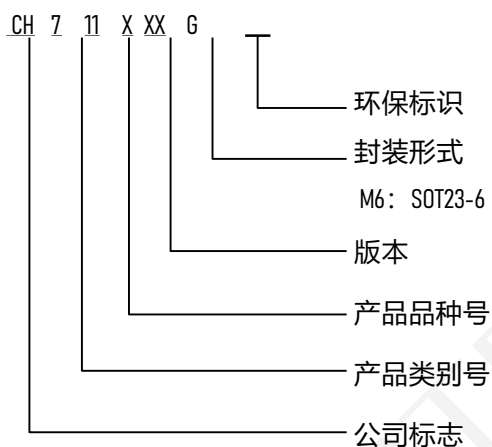 CH 7 11 X XX G
环保标识
封装形式
M6：SOT23-6
版本
产品品种号
产品类别号
公司标志